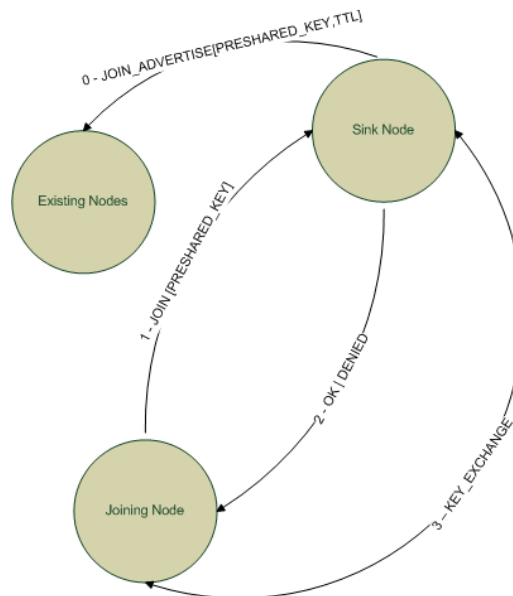 0 - JOIN_ADVERTISE[PRESHARED_KEY,TTL]
Sink Node
Existing Nodes
1 - JOIN [PRESHARED_KEY]
2 - OK | DENIED
3 – KEY_EXCHANGE
Joining Node